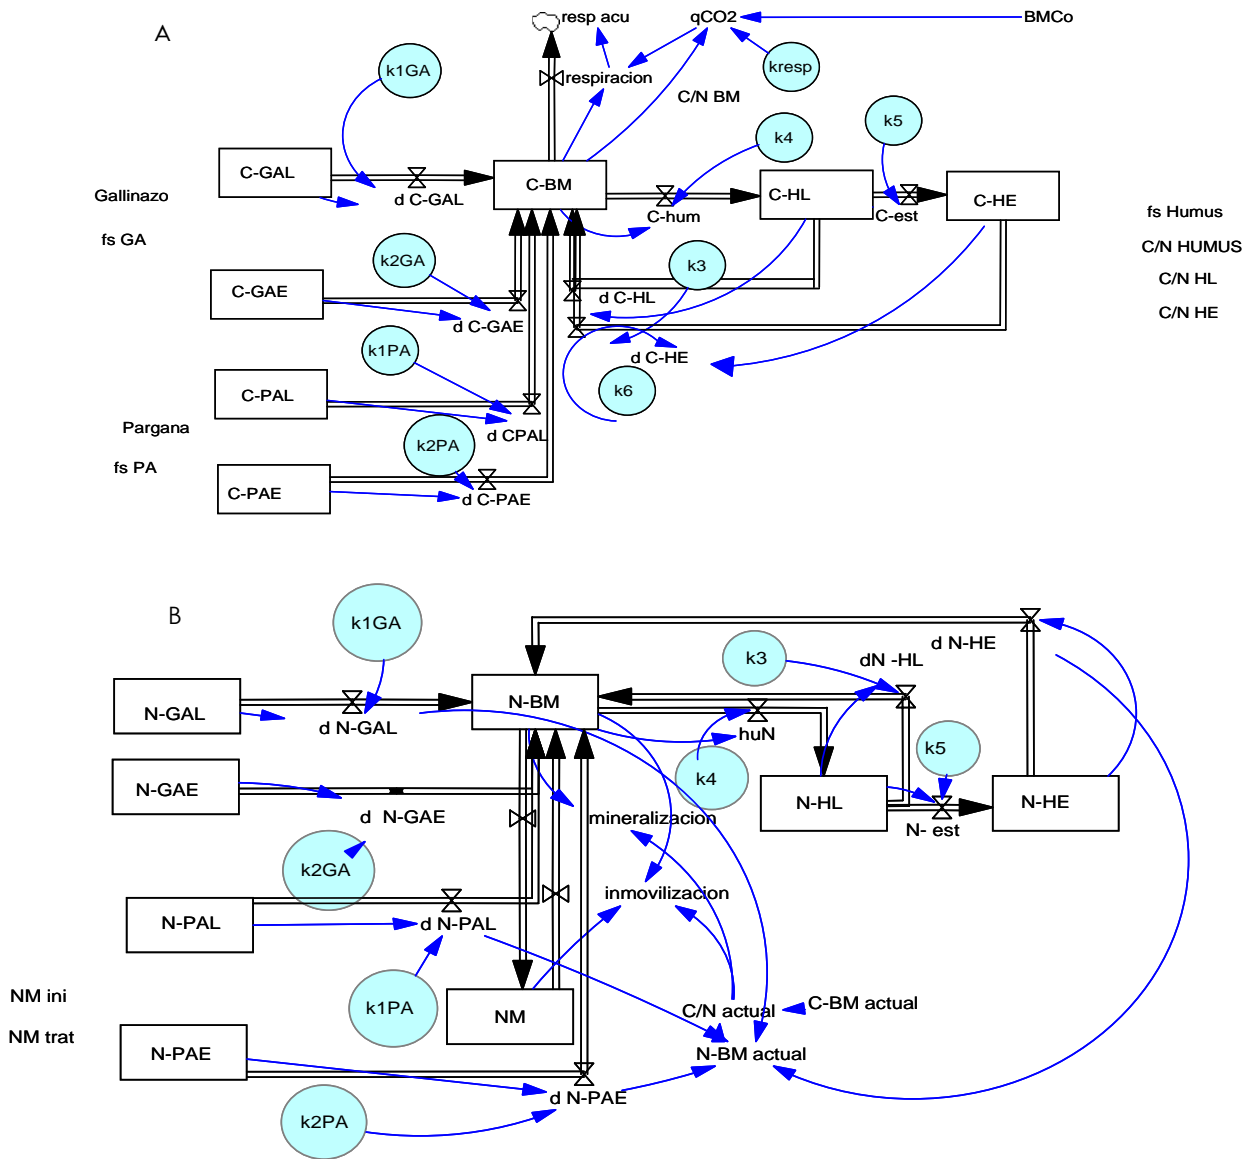 A
resp acu
qCO2
BMCo
k1GA
respiracion
kresp
C/N BM
k4
k5
C-GAL
C-BM
C-HL
C-HE
Gallinazo
d C-GAL
C-hum
C-est
fs Humus
fs GA
C/N HUMUS
k2GA
k3
C/N HL
C-GAE
d C-HL
d C-GAE
C/N HE
k1PA
d C-HE
C-PAL
k6
Pargana
d CPAL
k2PA
fs PA
C-PAE
d C-PAE
B
k1GA
k3
dN -HL
d N-HE
N-GAL
N-BM
d N-GAL
huN
k5
N-GAE
k4
N-HL
N-HE
d N-GAE
mineralizacion
N- est
k2GA
inmovilizacion
N-PAL
d N-PAL
NM ini
k1PA
NM
C/N actual
C-BM actual
NM trat
N-PAE
N-BM actual
d N-PAE
k2PA